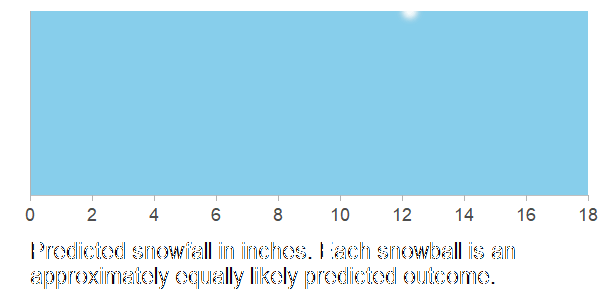 0 2 4 6 8 10 12 14 16 18
Predicted snowfall in inches. Each snowball is an
approximately equally likely predicted outcome.